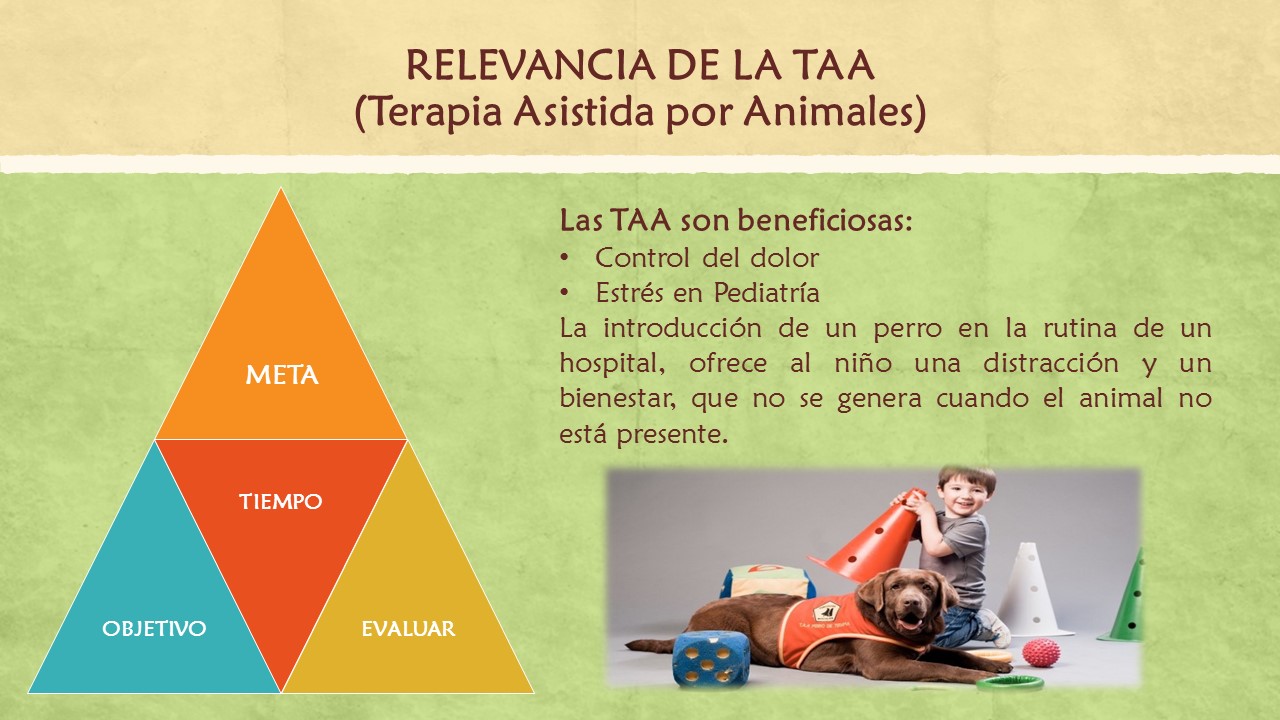 RELEVANCIA DE LA TAA
(Terapia Asistida por Animales)
META
TIEMPO
OBJETIVO
EVALUAR
Las TAA son beneficiosas:
• Control del dolor
• Estrés en Pediatría
La introducción de un perro en la rutina de un
hospital, ofrece al niño una distracción y un
bienestar, que no se genera cuando el animal no
está presente.